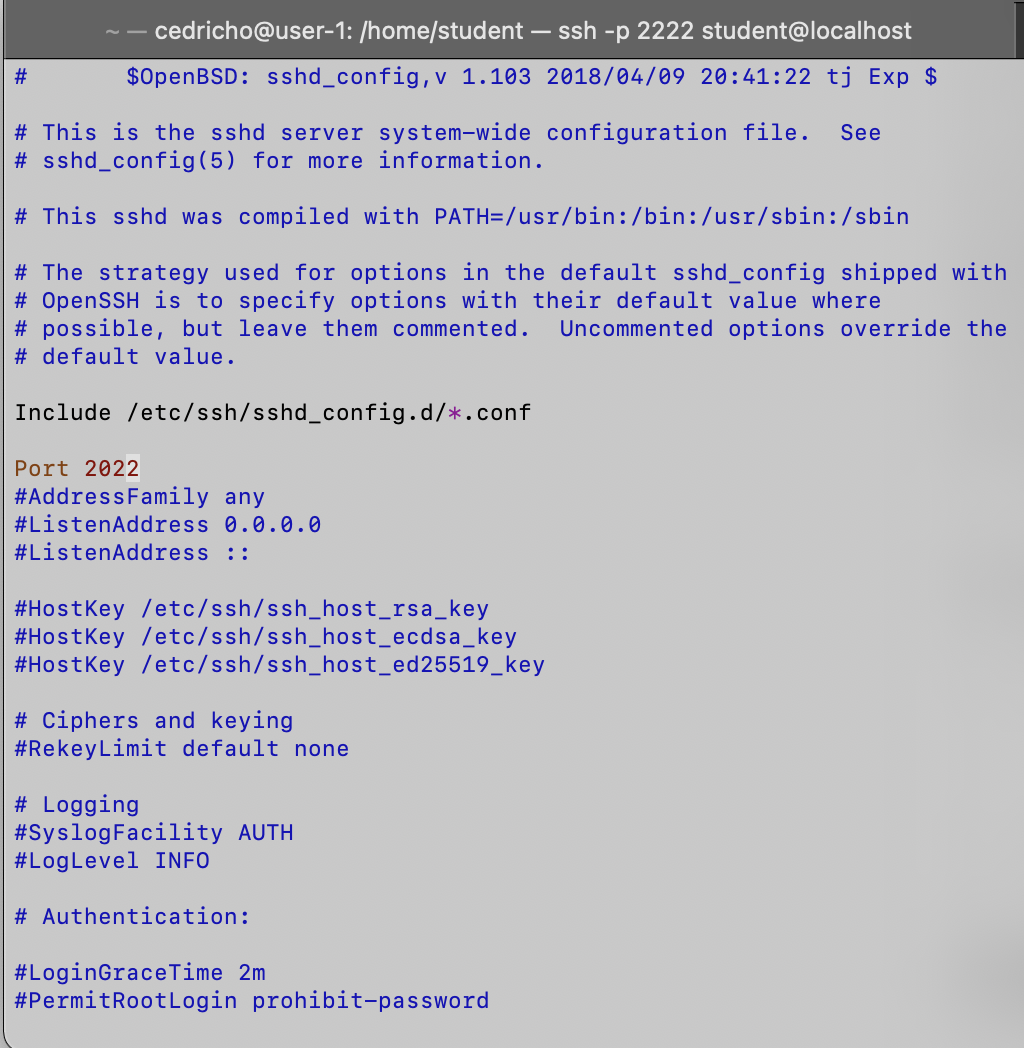 ~ — cedricho@user-1: /home/student — ssh -p 2222 student@localhost
#       $OpenBSD: sshd_config,v 1.103 2018/04/09 20:41:22 tj Exp $
# This is the sshd server system-wide configuration file.  See
# sshd_config(5) for more information.
# This sshd was compiled with PATH=/usr/bin:/bin:/usr/sbin:/sbin
# The strategy used for options in the default sshd_config shipped with
# OpenSSH is to specify options with their default value where
# possible, but leave them commented.  Uncommented options override the
# default value.
Include /etc/ssh/sshd_config.d/*.conf
Port 2022
#AddressFamily any
#ListenAddress 0.0.0.0
#ListenAddress ::
#HostKey /etc/ssh/ssh_host_rsa_key
#HostKey /etc/ssh/ssh_host_ecdsa_key
#HostKey /etc/ssh/ssh_host_ed25519_key
# Ciphers and keying
#RekeyLimit default none
# Logging
#SyslogFacility AUTH
#LogLevel INFO
# Authentication:
#LoginGraceTime 2m
#PermitRootLogin prohibit-password